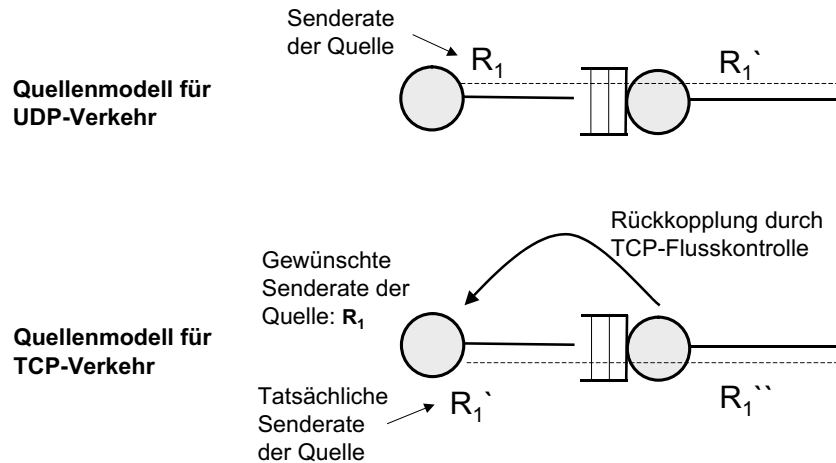 Senderate
der Quelle
R₁
R₁`
Quellenmodell für
UDP-Verkehr
Rückkopplung durch
TCP-Flusskontrolle
Gewünschte
Senderate der
Quelle: R₁
Quellenmodell für
TCP-Verkehr
Tatsächliche
Senderate
der Quelle
R₁`
R₁``